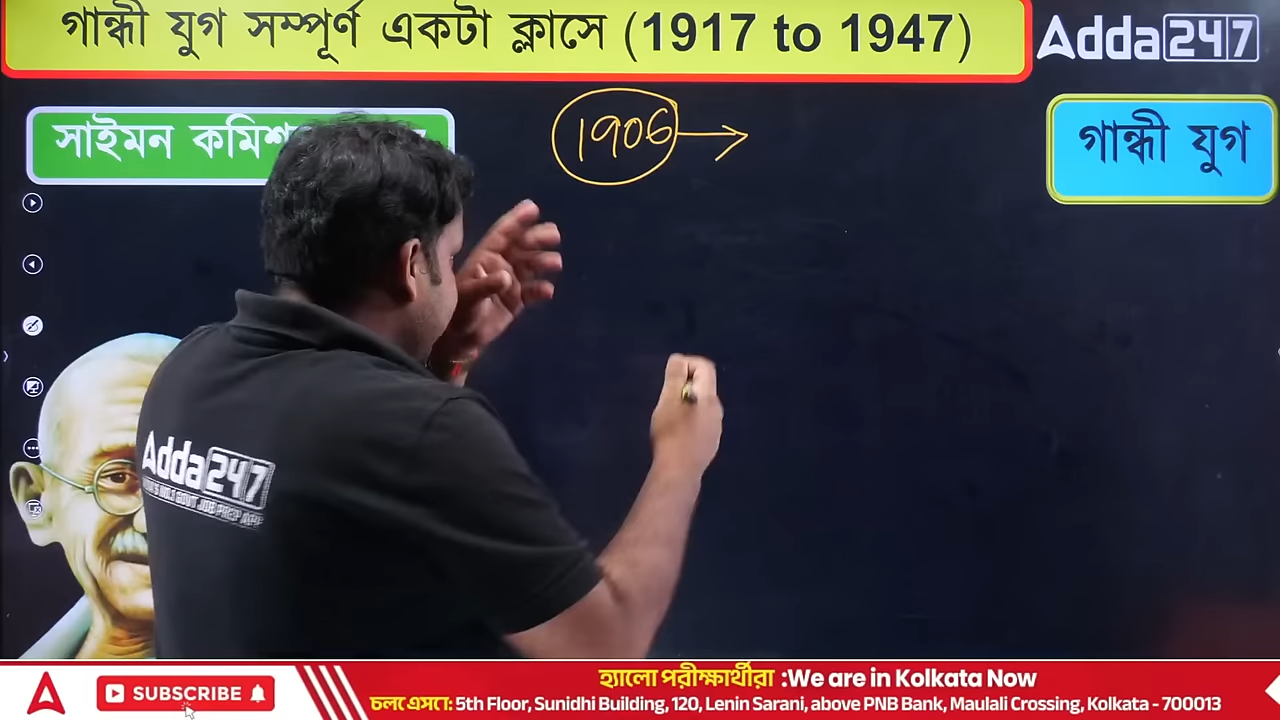 গান্ধী যুগ সম্পূর্ণ একটা ক্লাসে (1917 to 1947)
Adda247
সাইমন
1906
গান্ধী যুগ
Adda247
SUBSCRIBE
হ্যালো পরীক্ষার্থীরা :We are in Kolkata Now
চলে এসো: 5th Floor, Sunidhi Building, 120, Lenin Sarani, above PNB Bank, Maulali Crossing, Kolkata - 700013